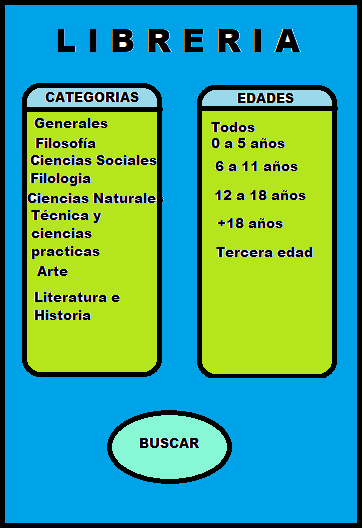 LIBRERIA
CATEGORIAS
Generales
Filosofía
Ciencias Sociales
Filologia
Ciencias Naturales
Técnica y
ciencias
practicas
Arte
Literatura e
Historia
EDADES
Todos
0 a 5 años
6 a 11 años
12 a 18 años
+18 años
Tercera edad
BUSCAR